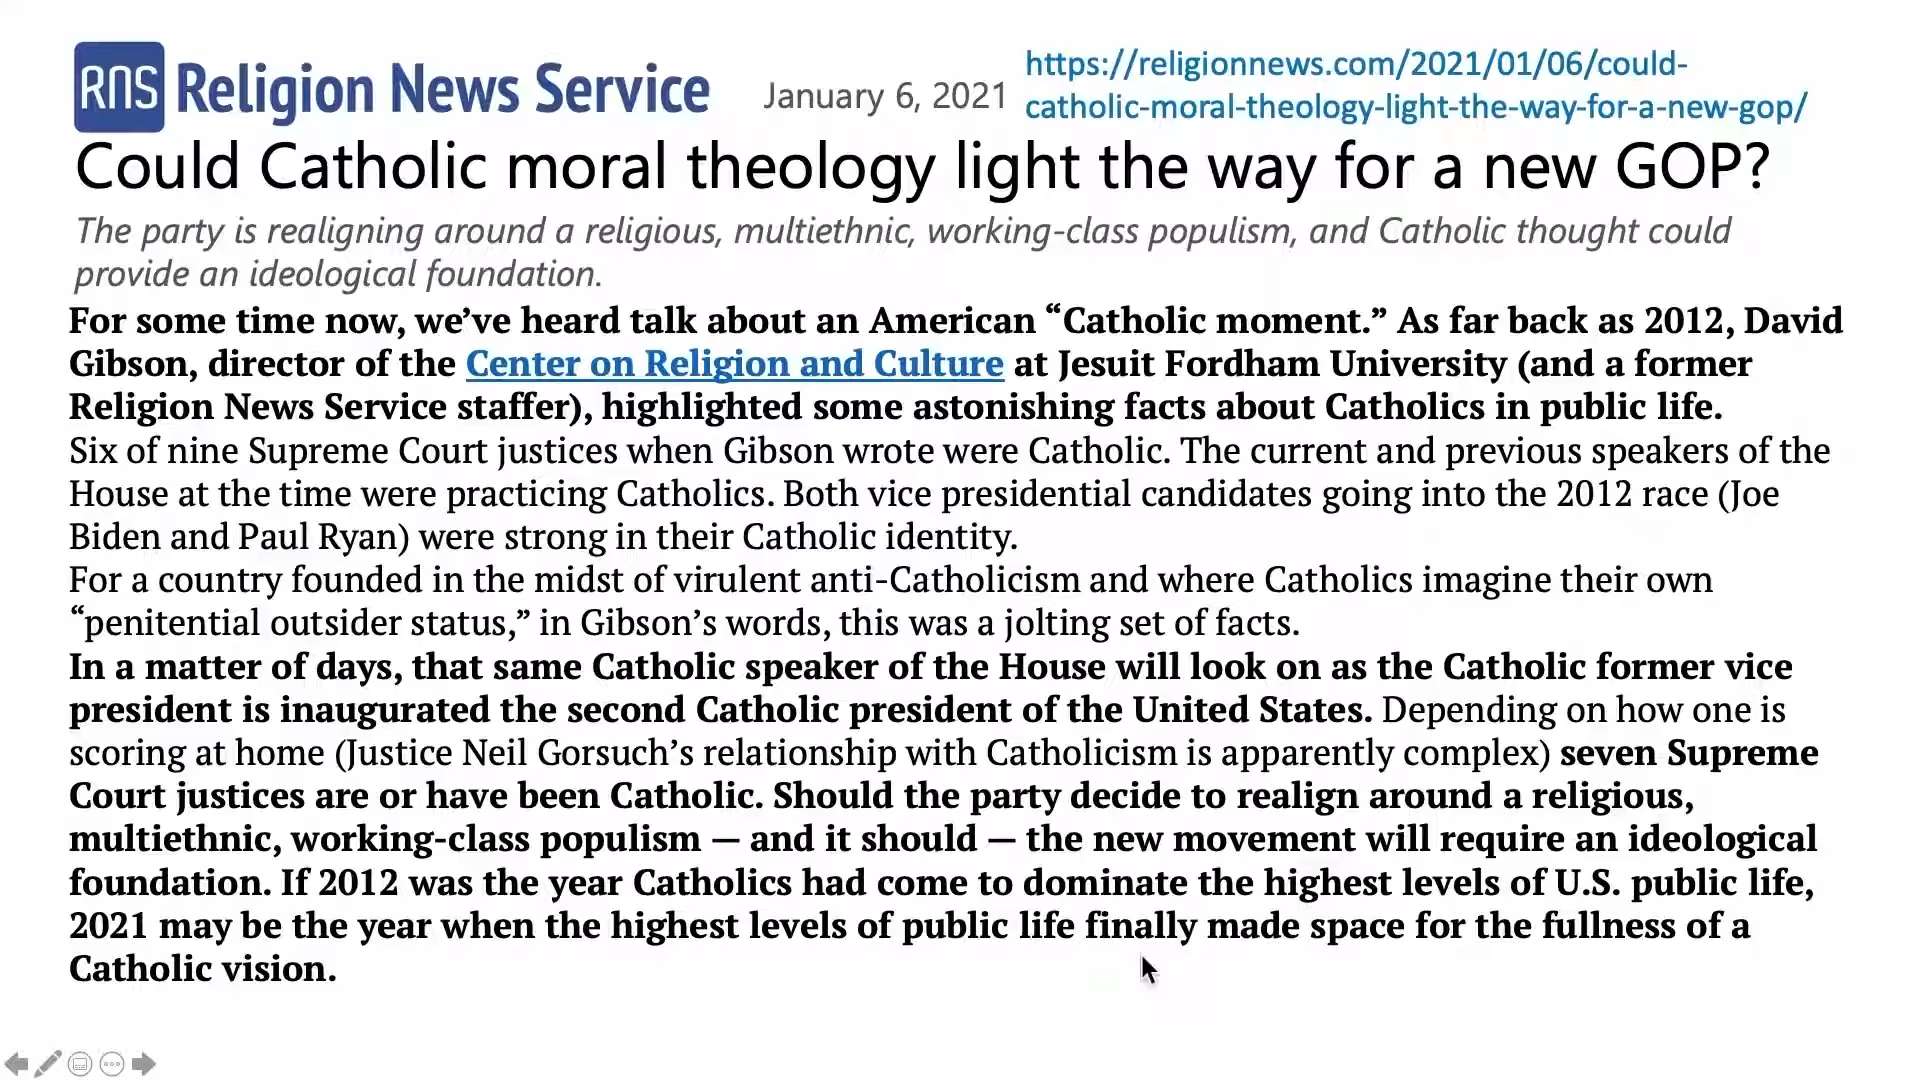 RNS Religion News Service January 6, 2021 https://religionnews.com/2021/01/06/could-
catholic-moral-theology-light-the-way-for-a-new-gop/
Could Catholic moral theology light the way for a new GOP?
The party is realigning around a religious, multiethnic, working-class populism, and Catholic thought could
provide an ideological foundation.
For some time now, we’ve heard talk about an American “Catholic moment.” As far back as 2012, David
Gibson, director of the Center on Religion and Culture at Jesuit Fordham University (and a former
Religion News Service staffer), highlighted some astonishing facts about Catholics in public life.
Six of nine Supreme Court justices when Gibson wrote were Catholic. The current and previous speakers of the
House at the time were practicing Catholics. Both vice presidential candidates going into the 2012 race (Joe
Biden and Paul Ryan) were strong in their Catholic identity.
For a country founded in the midst of virulent anti-Catholicism and where Catholics imagine their own
“penitential outsider status,” in Gibson’s words, this was a jolting set of facts.
In a matter of days, that same Catholic speaker of the House will look on as the Catholic former vice
president is inaugurated the second Catholic president of the United States. Depending on how one is
scoring at home (Justice Neil Gorsuch’s relationship with Catholicism is apparently complex) seven Supreme
Court justices are or have been Catholic. Should the party decide to realign around a religious,
multiethnic, working-class populism — and it should — the new movement will require an ideological
foundation. If 2012 was the year Catholics had come to dominate the highest levels of U.S. public life,
2021 may be the year when the highest levels of public life finally made space for the fullness of a
Catholic vision.